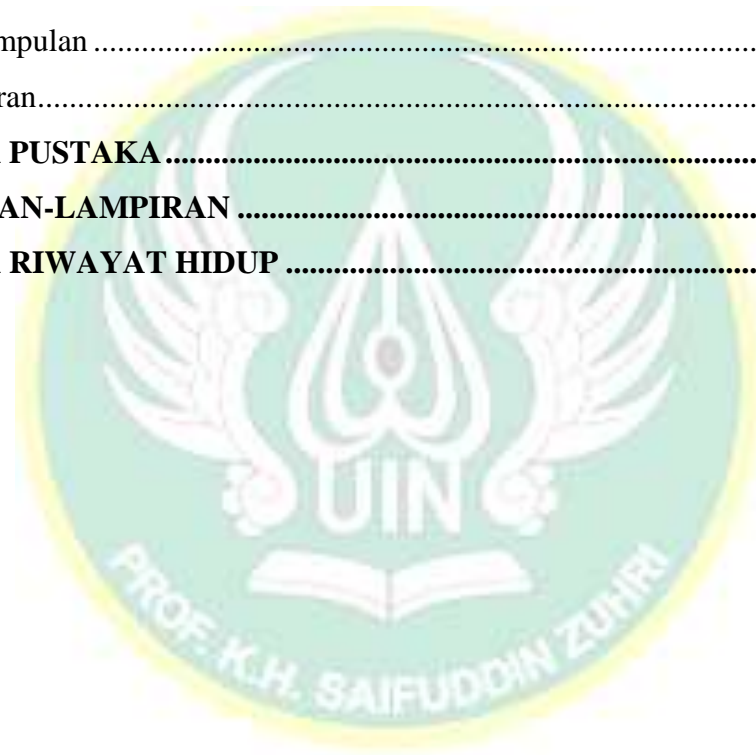 mpulan ........................................................................................
ran...............................................................................................
PUSTAKA........................................................................
AN-LAMPIRAN ................................................................
RIWAYAT HIDUP ...........................................................
UIN
PROF. K.H. SAIFUDDIN ZUHRI